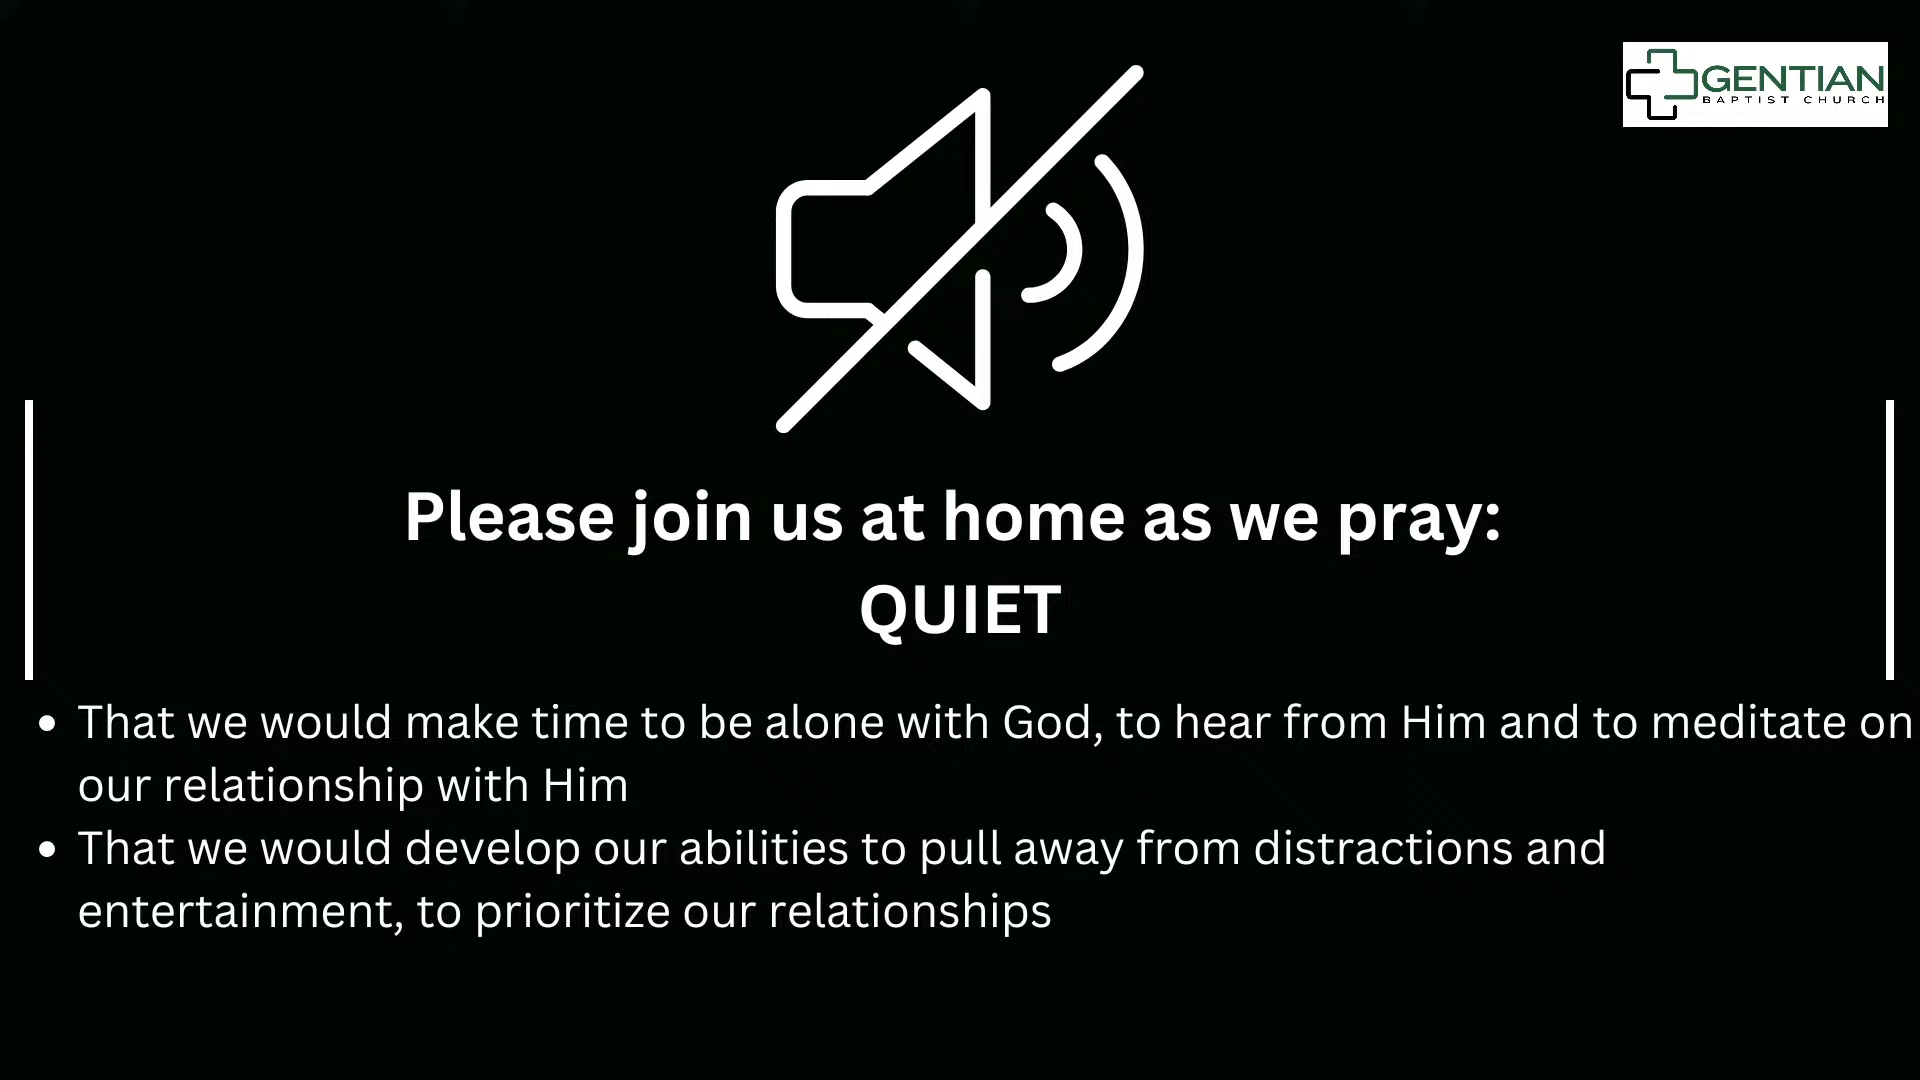 GENTIAN
BAPTIST CHURCH
Please join us at home as we pray:
QUIET
• That we would make time to be alone with God, to hear from Him and to meditate on
our relationship with Him
• That we would develop our abilities to pull away from distractions and
entertainment, to prioritize our relationships